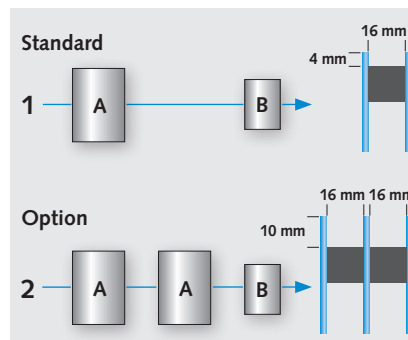 Standard
16 mm
4 mm
1 A B
Option
16 mm 16 mm
10 mm
2 A A B